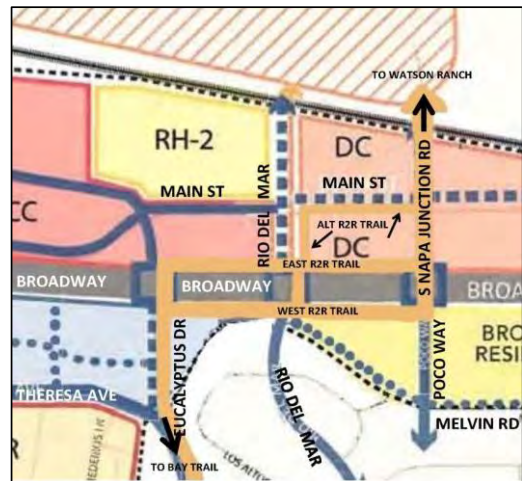 TO WATSON RANCH
RH-2
DC
MAIN ST
MAIN ST
RIO DEL MAR
S NAPA JUNCTION RD
ALT R2R TRAIL
CC
DC
EAST R2R TRAIL
BROADWAY
BROADWAY
BROA
WEST R2R TRAIL
EUCALYPTUS DR
POCO WAY
BRO
RESI
THERESA AVE
RIO DEL MAR
MELVIN RD
R
TO BAY TRAIL
LOS ALTOS